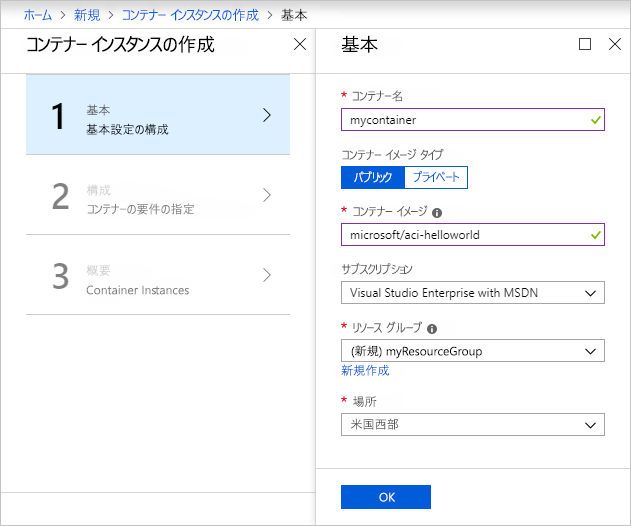 ホーム > 新規 > コンテナー インスタンスの作成 > 基本
コンテナー インスタンスの作成
1
基本
基本設定の構成
2
構成
コンテナーの要件の指定
3
概要
Container Instances
基本
* コンテナー名
mycontainer
コンテナー イメージ タイプ
パブリック プライベート
* コンテナー イメージ
microsoft/aci-helloworld
サブスクリプション
Visual Studio Enterprise with MSDN
* リソース グループ
(新規) myResourceGroup
新規作成
* 場所
米国西部
OK